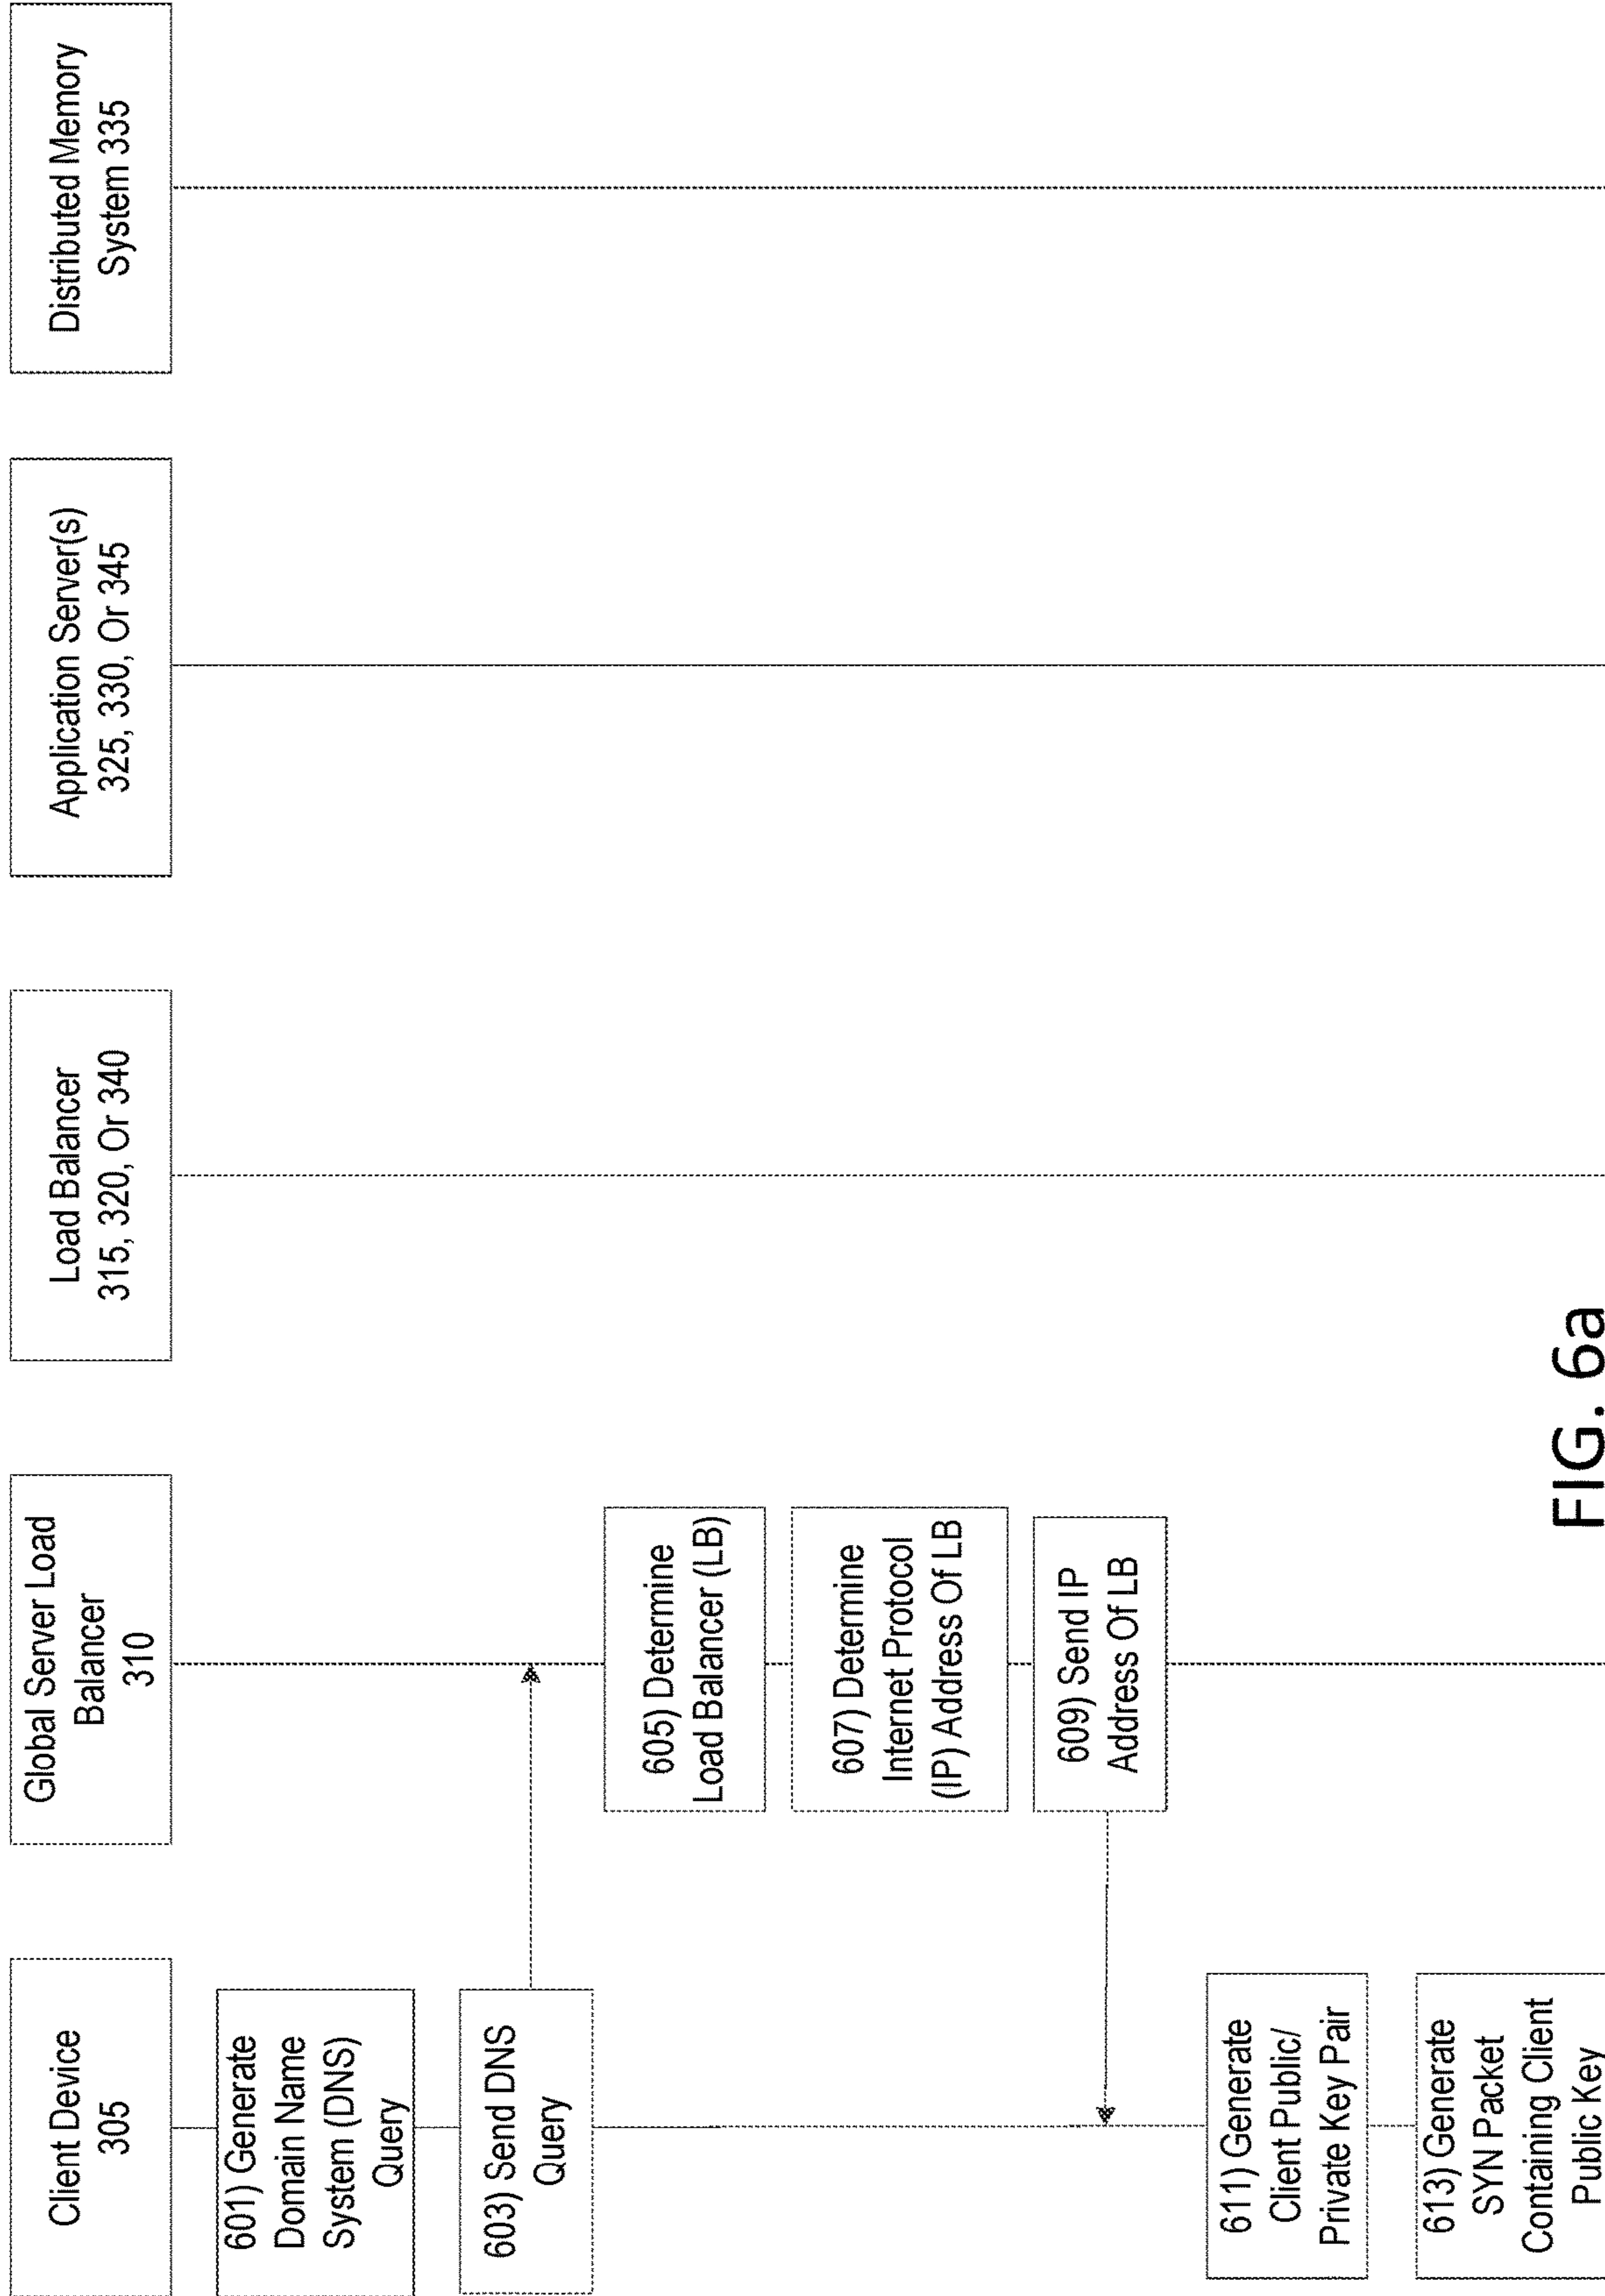 Client Device
305
Global Server Load
Balancer
310
Load Balancer
315, 320, Or 340
Application Server(s)
325, 330, Or 345
Distributed Memory
System 335
601) Generate
Domain Name
System (DNS)
Query
603) Send DNS
Query
605) Determine
Load Balancer (LB)
607) Determine
Internet Protocol
(IP) Address Of LB
609) Send IP
Address Of LB
611) Generate
Client Public/
Private Key Pair
613) Generate
SYN Packet
Containing Client
Public Key
FIG. 6a